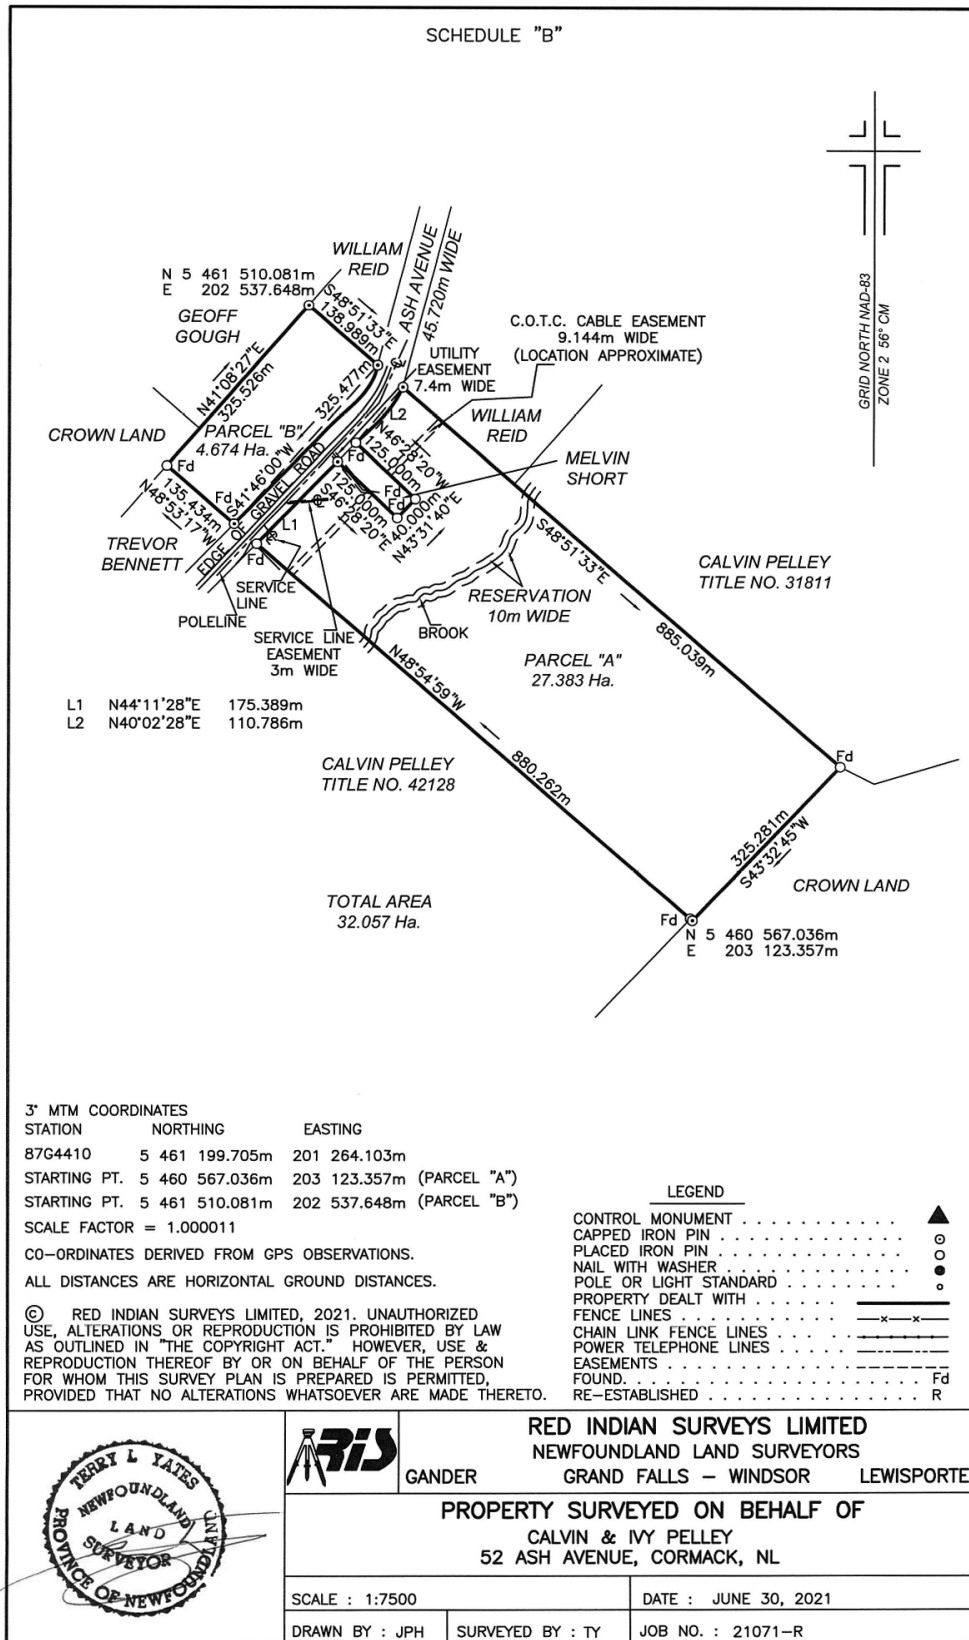 SCHEDULE "B"
GRID NORTH NAD-83
ZONE 2 56° CM
WILLIAM
REID
N 5 461 510.081m
E 202 537.648m
GEOFF
GOUGH
S48°51'33"E
138.989m
ASH AVENUE
45.720m WIDE
C.O.T.C. CABLE EASEMENT
9.144m WIDE
(LOCATION APPROXIMATE)
UTILITY
EASEMENT
7.4m WIDE
N41°08'27"E
325.526m
325.477m
S41°46'00"W
L2
WILLIAM
REID
CROWN LAND
PARCEL "B"
4.674 Ha.
EDGE OF GRAVEL ROAD
N46°28'20"W
125.000m
MELVIN
SHORT
Fd
Fd
Fd
Fd
Fd
135.434m
N48°53'17"W
125.000m
S46°28'20"E
40.000m
N43°31'40"E
L1
TREVOR
BENNETT
Fd
SERVICE
LINE
POLELINE
SERVICE LINE
EASEMENT
3m WIDE
BROOK
RESERVATION
10m WIDE
S48°51'33"E
885.039m
CALVIN PELLEY
TITLE NO. 31811
PARCEL "A"
27.383 Ha.
N48°54'59"W
880.262m
L1 N44°11'28"E 175.389m
L2 N40°02'28"E 110.786m
CALVIN PELLEY
TITLE NO. 42128
Fd
325.281m
S43°32'45"W
CROWN LAND
TOTAL AREA
32.057 Ha.
Fd
N 5 460 567.036m
E 203 123.357m
3° MTM COORDINATES
STATION NORTHING EASTING
87G4410 5 461 199.705m 201 264.103m
STARTING PT. 5 460 567.036m 203 123.357m (PARCEL "A")
STARTING PT. 5 461 510.081m 202 537.648m (PARCEL "B")
SCALE FACTOR = 1.000011
CO-ORDINATES DERIVED FROM GPS OBSERVATIONS.
ALL DISTANCES ARE HORIZONTAL GROUND DISTANCES.
© RED INDIAN SURVEYS LIMITED, 2021. UNAUTHORIZED
USE, ALTERATIONS OR REPRODUCTION IS PROHIBITED BY LAW
AS OUTLINED IN "THE COPYRIGHT ACT." HOWEVER, USE &
REPRODUCTION THEREOF BY OR ON BEHALF OF THE PERSON
FOR WHOM THIS SURVEY PLAN IS PREPARED IS PERMITTED,
PROVIDED THAT NO ALTERATIONS WHATSOEVER ARE MADE THERETO.
LEGEND
CONTROL MONUMENT
CAPPED IRON PIN
PLACED IRON PIN
NAIL WITH WASHER
POLE OR LIGHT STANDARD
PROPERTY DEALT WITH
FENCE LINES
CHAIN LINK FENCE LINES
POWER TELEPHONE LINES
EASEMENTS
FOUND Fd
RE-ESTABLISHED R
TERRY L YATES
NEWFOUNDLAND
LAND
SURVEYOR
PROVINCE OF NEWFOUNDLAND
RIS
RED INDIAN SURVEYS LIMITED
NEWFOUNDLAND LAND SURVEYORS
GANDER GRAND FALLS - WINDSOR LEWISPORTE
PROPERTY SURVEYED ON BEHALF OF
CALVIN & IVY PELLEY
52 ASH AVENUE, CORMACK, NL
SCALE : 1:7500 DATE : JUNE 30, 2021
DRAWN BY : JPH SURVEYED BY : TY JOB NO. : 21071-R